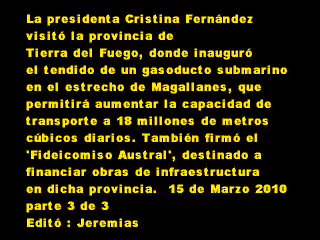 La presidenta Cristina Fernández
visitó la provincia de
Tierra del Fuego, donde inauguró
el tendido de un gasoducto submarino
en el estrecho de Magallanes, que
permitirá aumentar la capacidad de
transporte a 18 millones de metros
cúbicos diarios. También firmó el
'Fideicomiso Austral', destinado a
financiar obras de infraestructura
en dicha provincia.  15 de Marzo 2010
parte 3 de 3
Editó : Jeremias